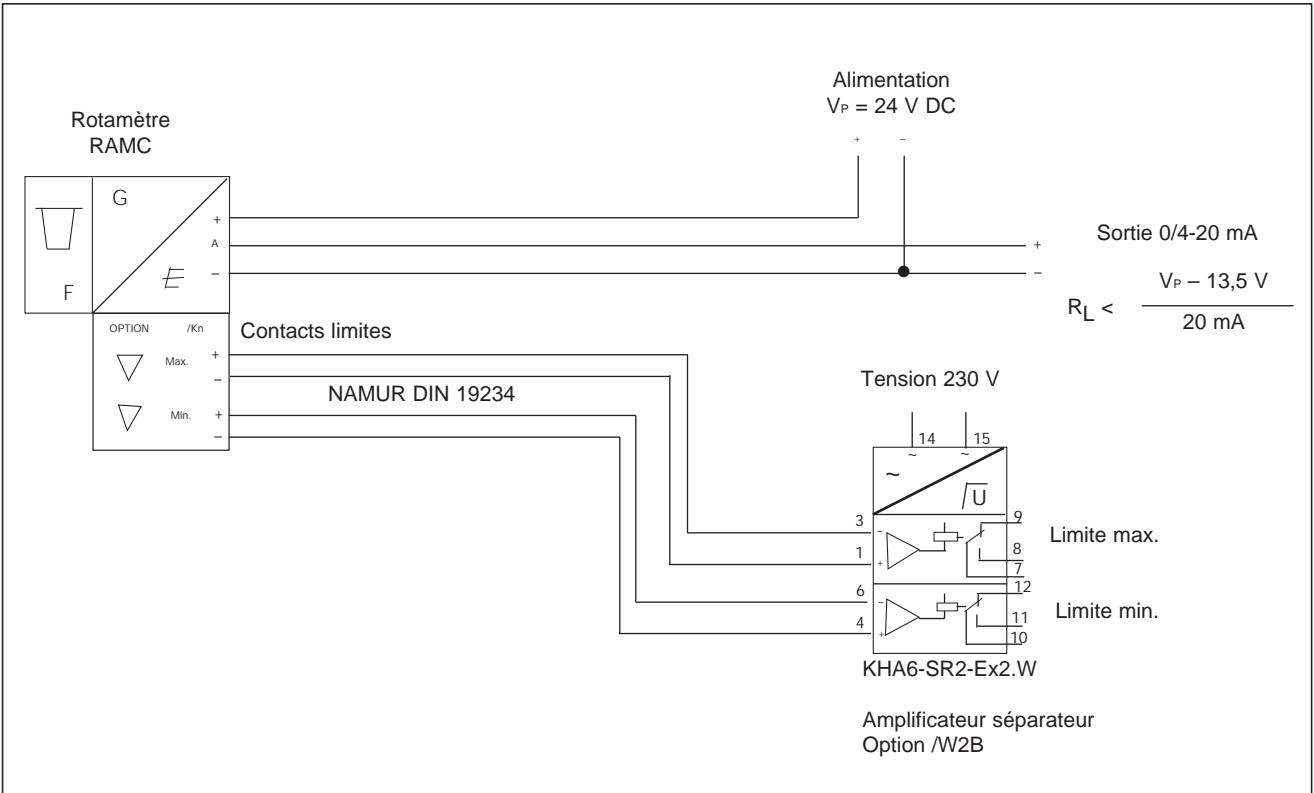 Alimentation
VP = 24 V DC
+ –
Rotamètre
RAMC
G
F
E
+
A
–
+
–
Sortie 0/4-20 mA
RL < VP – 13,5 V
20 mA
OPTION /Kn
Max. +
–
Min. +
–
Contacts limites
NAMUR DIN 19234
Tension 230 V
14 15
~ ~
~
U
3 –
1 +
9
8
7
Limite max.
6 –
4 +
12
11
10
Limite min.
KHA6-SR2-Ex2.W
Amplificateur séparateur
Option /W2B